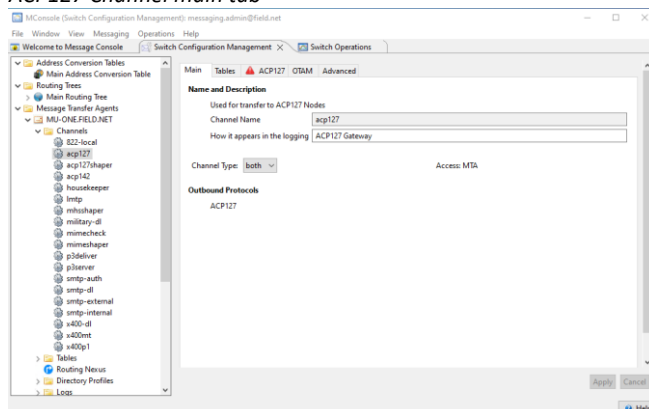 ACP127 Channel main tab
MConsole (Switch Configuration Management): messaging.admin@field.net
File Window View Messaging Operations Help
Welcome to Message Console Switch Configuration Management Switch Operations
Address Conversion Tables
Main Address Conversion Table
Routing Trees
Main Routing Tree
Message Transfer Agents
MU-ONE.FIELD.NET
Channels
822-local
acp127
acp127shaper
acp142
housekeeper
lmtp
mhsshaper
military-dl
mimecheck
mimeshaper
p3deliver
p3server
smtp-auth
smtp-dl
smtp-external
smtp-internal
x400-dl
x400mt
x400p1
Tables
Routing Nexus
Directory Profiles
Logs
Main Tables ACP127 OTAM Advanced
Name and Description
Used for transfer to ACP127 Nodes
Channel Name acp127
How it appears in the logging ACP127 Gateway
Channel Type: both Access: MTA
Outbound Protocols
ACP127
Apply Cancel
Help